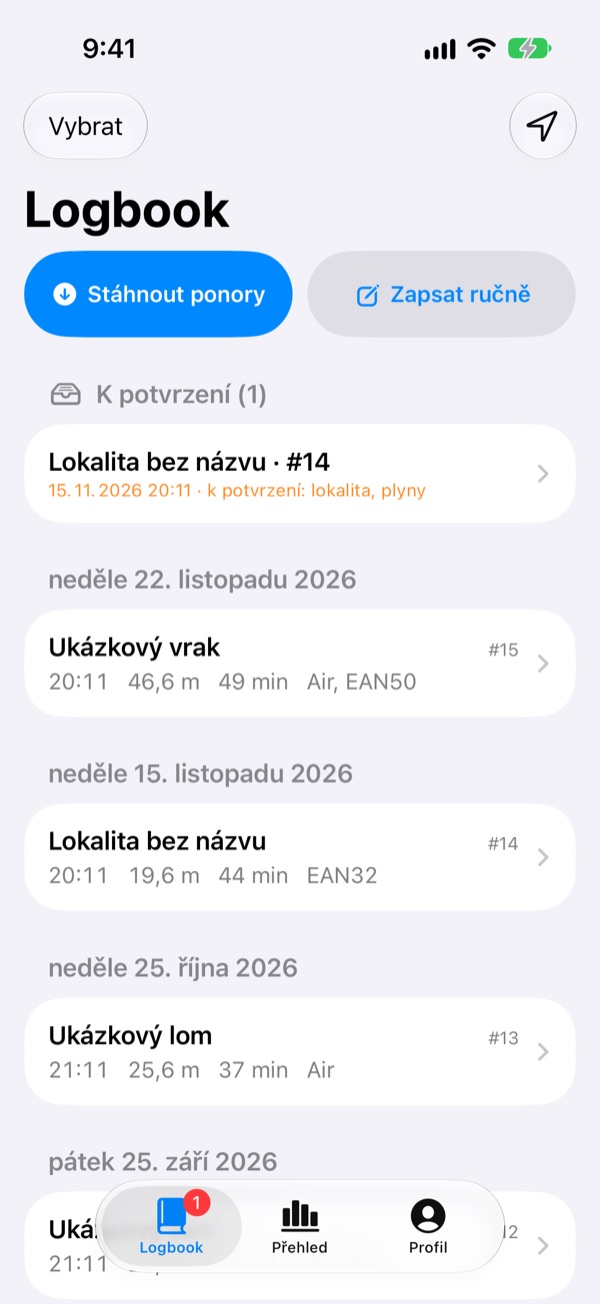 9:41
Vybrat
Logbook
Stáhnout ponory
Zapsat ručně
K potvrzení (1)
Lokalita bez názvu · #14
15. 11. 2026 20:11 · k potvrzení: lokalita, plyny
neděle 22. listopadu 2026
Ukázkový vrak #15
20:11 46,6 m 49 min Air, EAN50
neděle 15. listopadu 2026
Lokalita bez názvu #14
20:11 19,6 m 44 min EAN32
neděle 25. října 2026
Ukázkový lom #13
21:11 25,6 m 37 min Air
pátek 25. září 2026
21:11
1
Logbook
Přehled
Profil